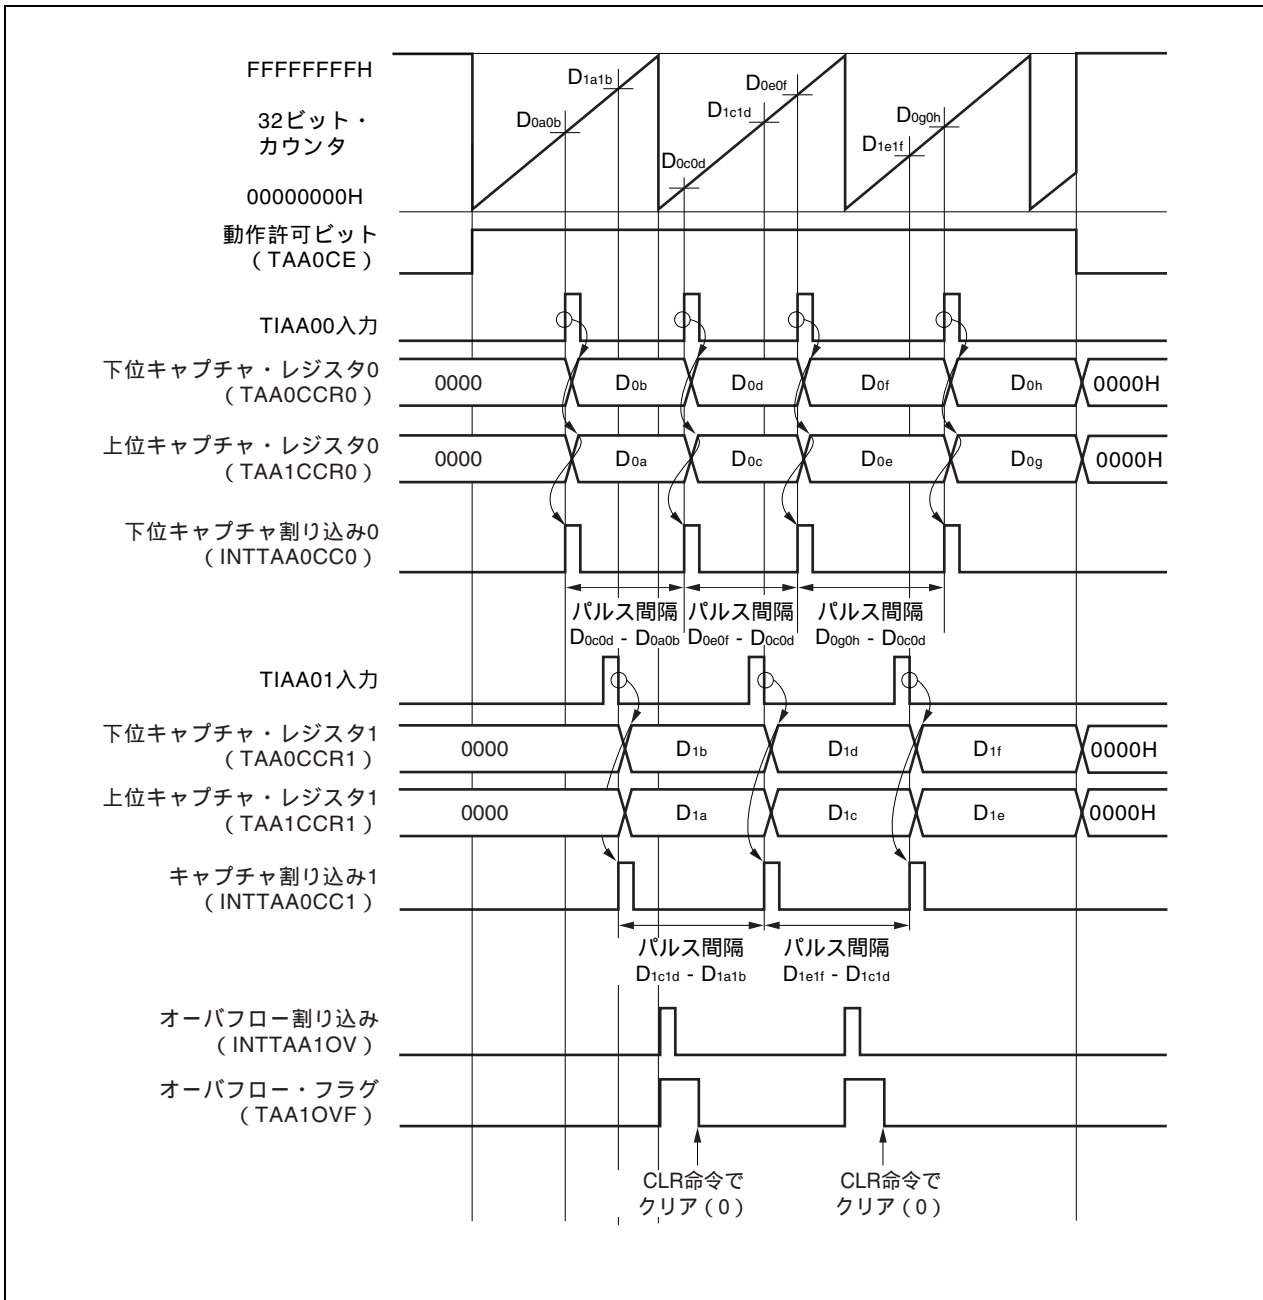 FFFFFFFFH
32ビット・
カウンタ
00000000H
D0a0b
D1a1b
D0c0d
D1c1d
D0e0f
D1e1f
D0g0h
動作許可ビット
（TAA0CE）
TIAA00入力
下位キャプチャ・レジスタ0
（TAA0CCR0）
0000 D0b D0d D0f D0h 0000H
上位キャプチャ・レジスタ0
（TAA1CCR0）
0000 D0a D0c D0e D0g 0000H
下位キャプチャ割り込み0
（INTTAA0CC0）
パルス間隔 パルス間隔 パルス間隔
D0c0d - D0a0b D0e0f - D0c0d D0g0h - D0c0d
TIAA01入力
下位キャプチャ・レジスタ1
（TAA0CCR1）
0000 D1b D1d D1f 0000H
上位キャプチャ・レジスタ1
（TAA1CCR1）
0000 D1a D1c D1e 0000H
キャプチャ割り込み1
（INTTAA0CC1）
パルス間隔 パルス間隔
D1c1d - D1a1b D1e1f - D1c1d
オーバフロー割り込み
（INTTAA1OV）
オーバフロー・フラグ
（TAA1OVF）
CLR命令で CLR命令で
クリア（0） クリア（0）